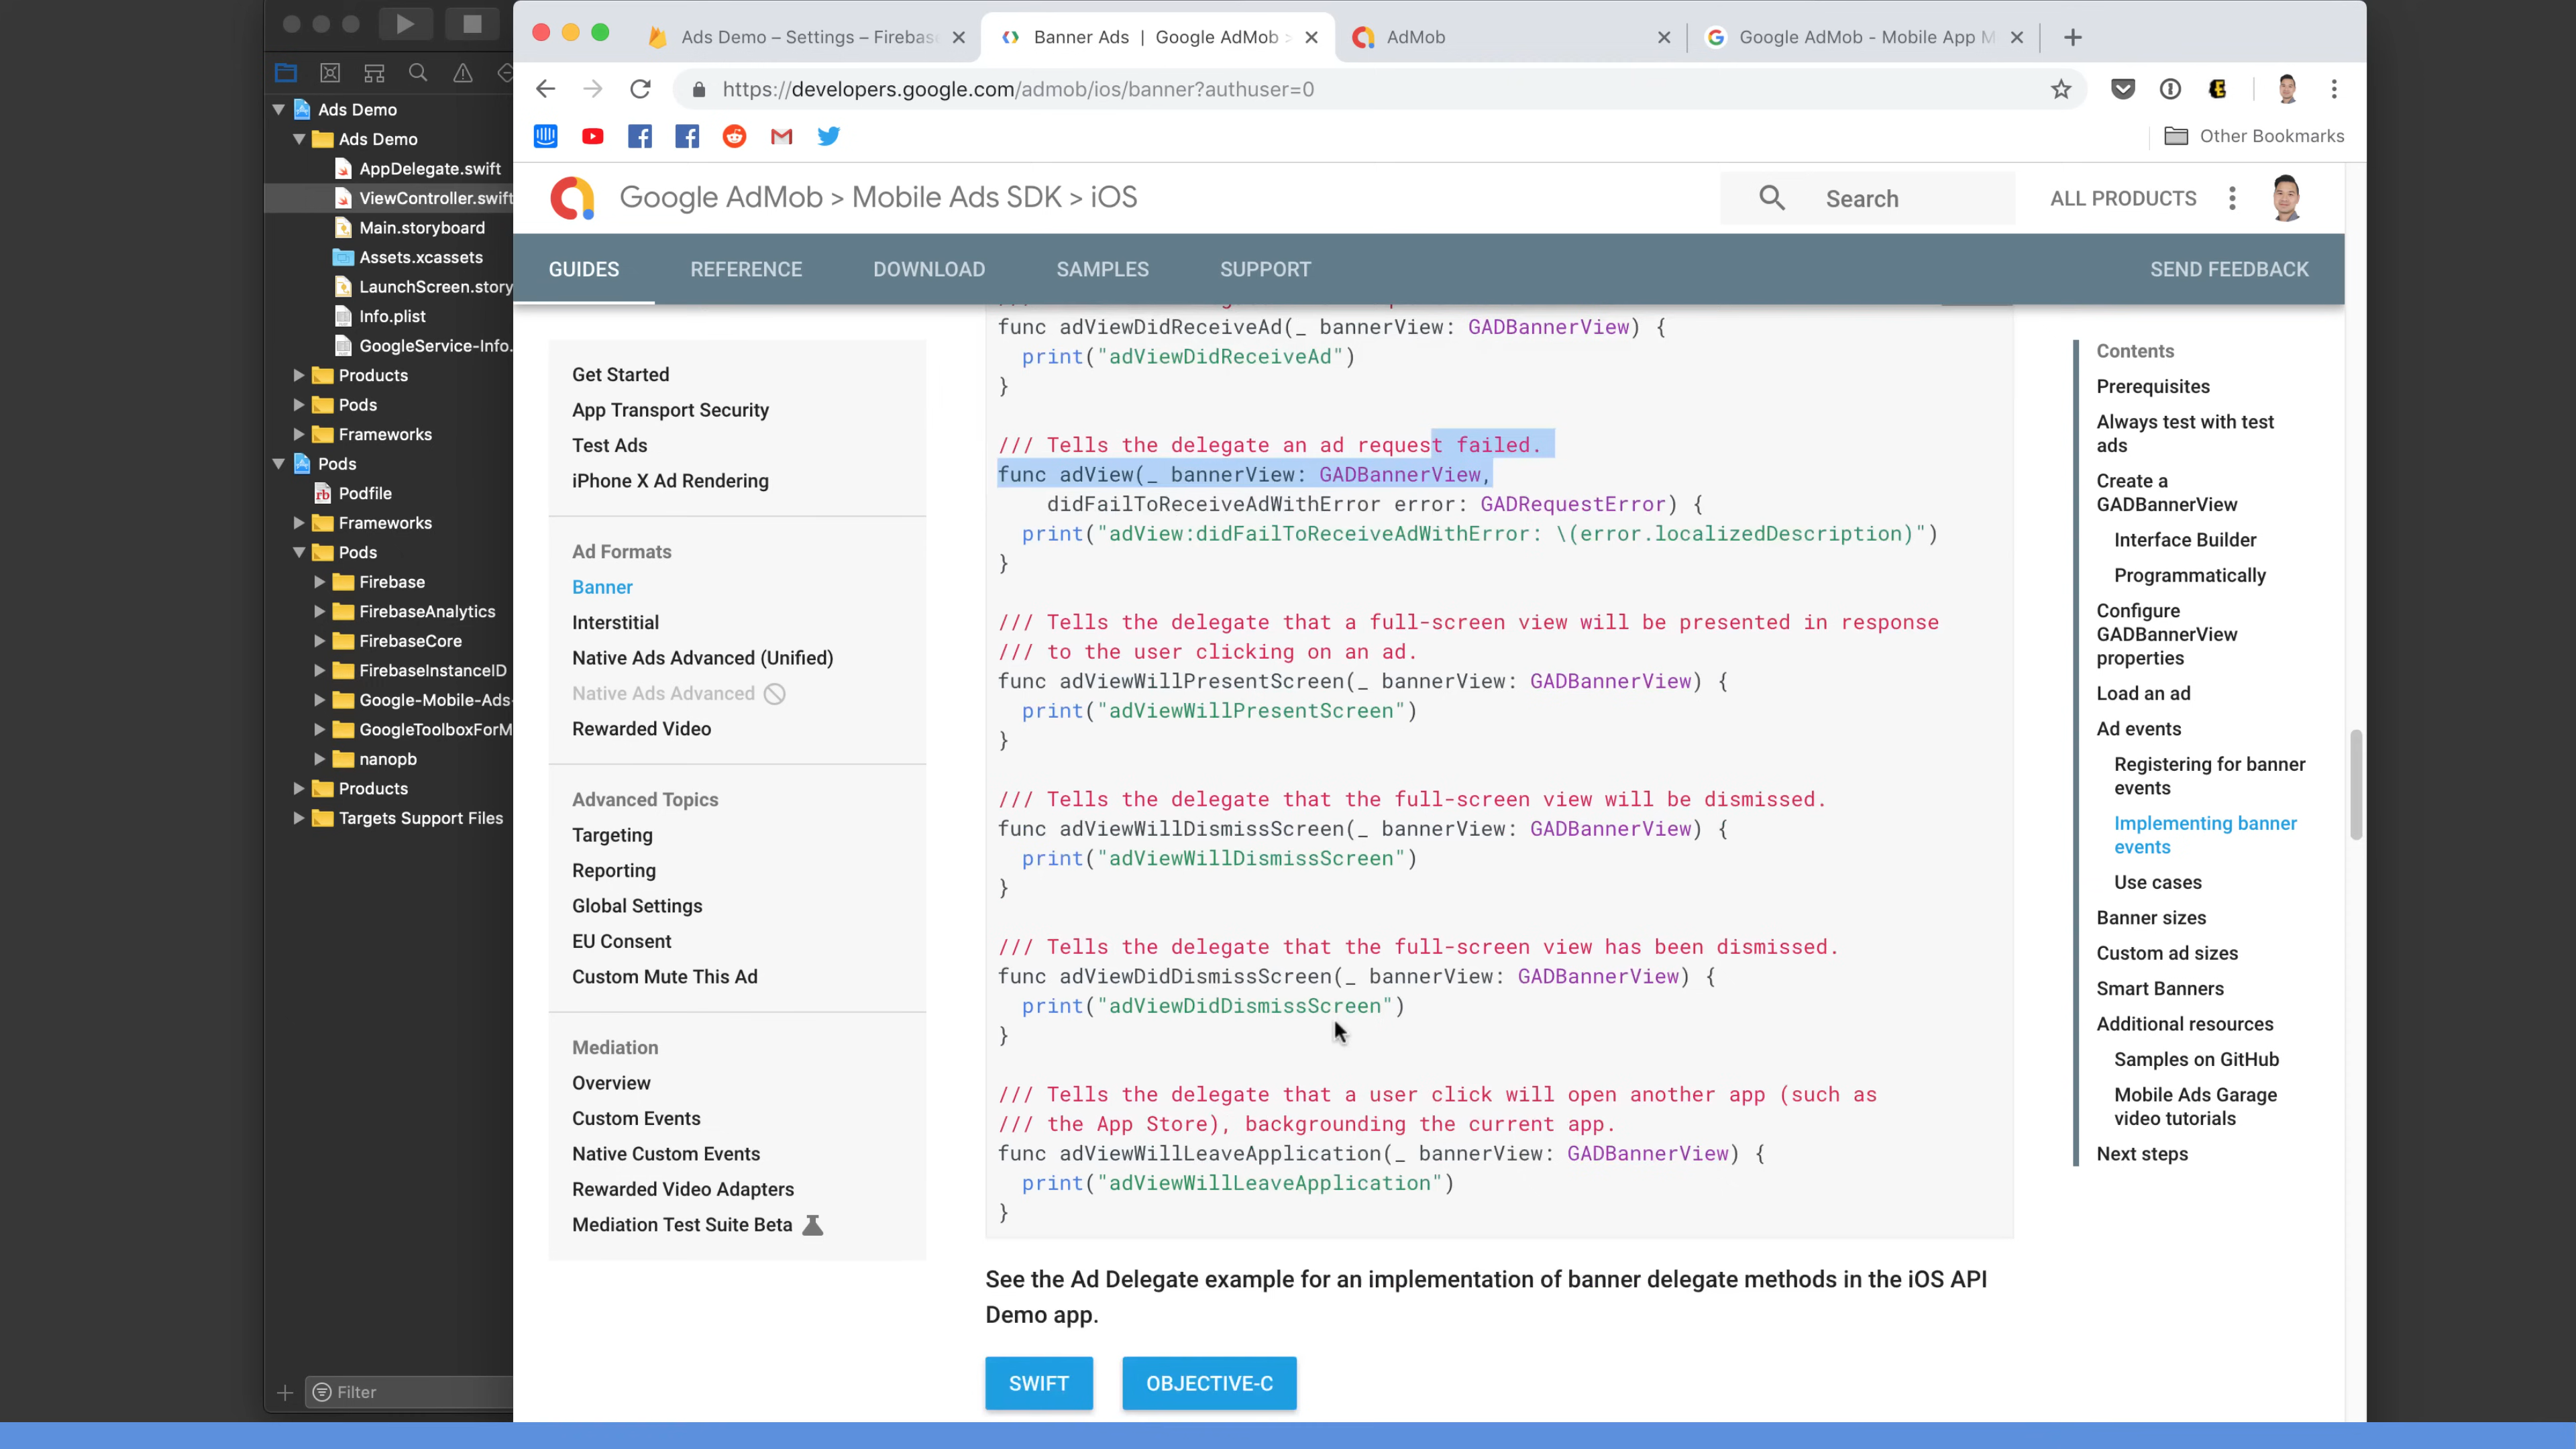 Ads Demo – Settings – Firebase
Banner Ads | Google AdMob >
AdMob
Google AdMob - Mobile App M
https://developers.google.com/admob/ios/banner?authuser=0
Other Bookmarks
Google AdMob > Mobile Ads SDK > iOS
Search
ALL PRODUCTS
GUIDES
REFERENCE
DOWNLOAD
SAMPLES
SUPPORT
SEND FEEDBACK
Ads Demo
Ads Demo
AppDelegate.swift
ViewController.swift
Main.storyboard
Assets.xcassets
LaunchScreen.story
Info.plist
GoogleService-Info.
Products
Pods
Frameworks
Pods
rb Podfile
Frameworks
Pods
Firebase
FirebaseAnalytics
FirebaseCore
FirebaseInstanceID
Google-Mobile-Ads-
GoogleToolboxForM
nanopb
Products
Targets Support Files
Filter
Get Started
App Transport Security
Test Ads
iPhone X Ad Rendering
Ad Formats
Banner
Interstitial
Native Ads Advanced (Unified)
Native Ads Advanced
Rewarded Video
Advanced Topics
Targeting
Reporting
Global Settings
EU Consent
Custom Mute This Ad
Mediation
Overview
Custom Events
Native Custom Events
Rewarded Video Adapters
Mediation Test Suite Beta
func adViewDidReceiveAd(_ bannerView: GADBannerView) {
print("adViewDidReceiveAd")
}
/// Tells the delegate an ad request failed.
func adView(_ bannerView: GADBannerView,
didFailToReceiveAdWithError error: GADRequestError) {
print("adView:didFailToReceiveAdWithError: \(error.localizedDescription)")
}
/// Tells the delegate that a full-screen view will be presented in response
/// to the user clicking on an ad.
func adViewWillPresentScreen(_ bannerView: GADBannerView) {
print("adViewWillPresentScreen")
}
/// Tells the delegate that the full-screen view will be dismissed.
func adViewWillDismissScreen(_ bannerView: GADBannerView) {
print("adViewWillDismissScreen")
}
/// Tells the delegate that the full-screen view has been dismissed.
func adViewDidDismissScreen(_ bannerView: GADBannerView) {
print("adViewDidDismissScreen")
}
/// Tells the delegate that a user click will open another app (such as
/// the App Store), backgrounding the current app.
func adViewWillLeaveApplication(_ bannerView: GADBannerView) {
print("adViewWillLeaveApplication")
}
See the Ad Delegate example for an implementation of banner delegate methods in the iOS API
Demo app.
SWIFT
OBJECTIVE-C
Contents
Prerequisites
Always test with test
ads
Create a
GADBannerView
Interface Builder
Programmatically
Configure
GADBannerView
properties
Load an ad
Ad events
Registering for banner
events
Implementing banner
events
Use cases
Banner sizes
Custom ad sizes
Smart Banners
Additional resources
Samples on GitHub
Mobile Ads Garage
video tutorials
Next steps